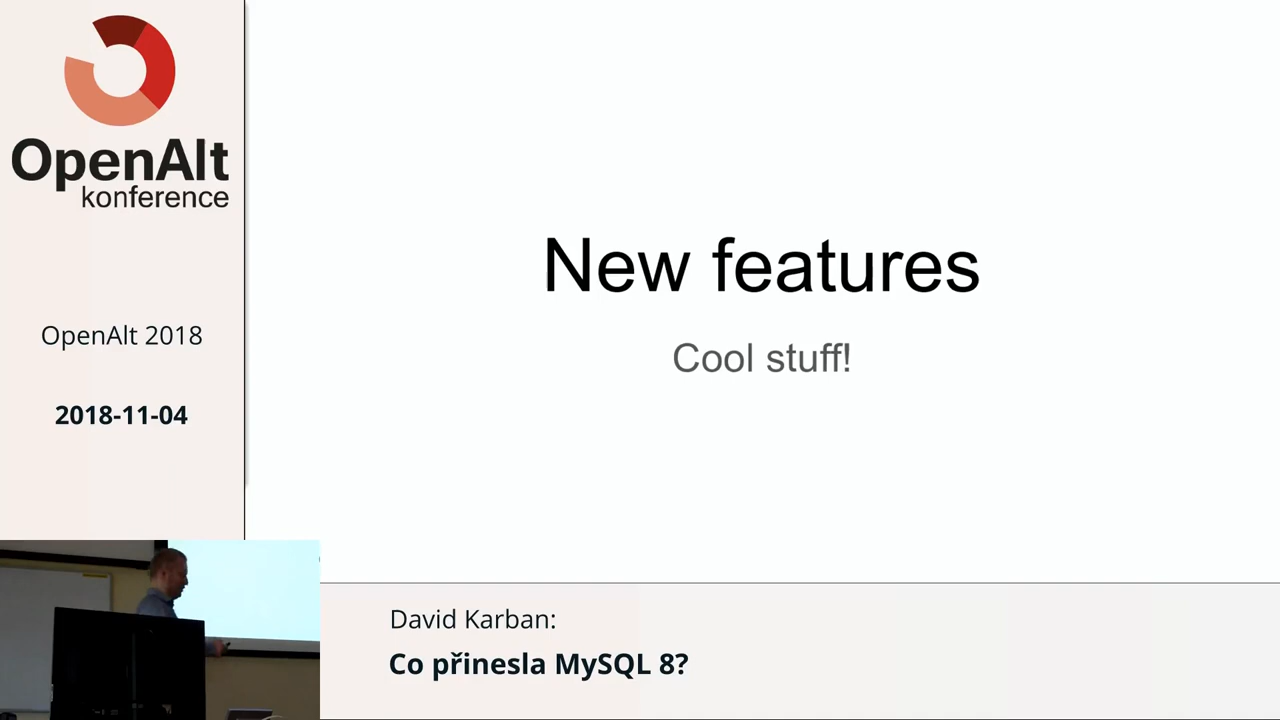 OpenAlt
konference
OpenAlt 2018
2018-11-04
New features
Cool stuff!
David Karban:
Co přinesla MySQL 8?